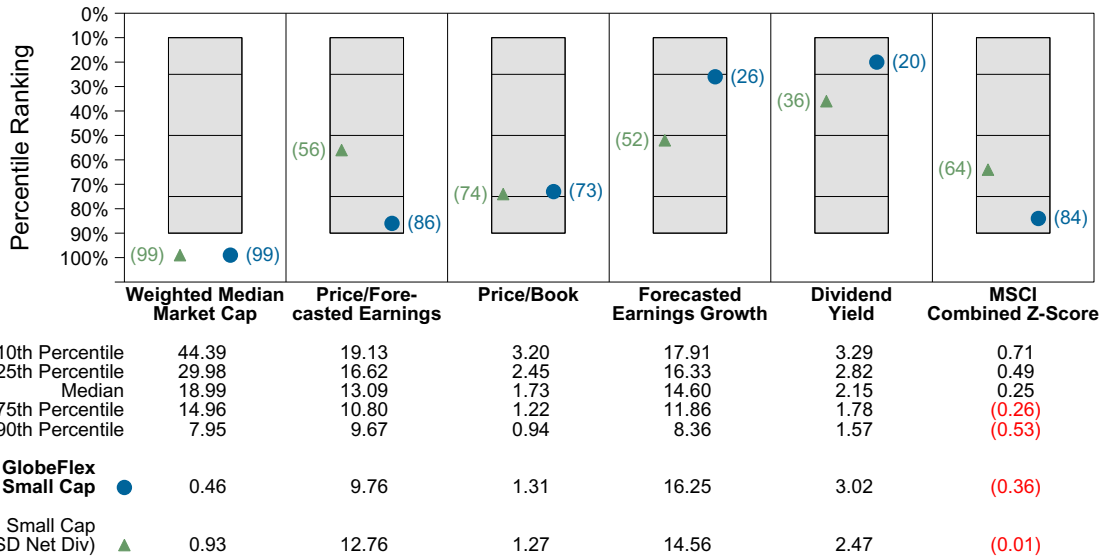 Percentile Ranking
0%
10%
20%
30%
40%
50%
60%
70%
80%
90%
100%
(99) (99)
(56) (86)
(74) (73)
(52) (26)
(36) (20)
(64) (84)
Weighted Median Market Cap
Price/Fore-casted Earnings
Price/Book
Forecasted Earnings Growth
Dividend Yield
MSCI Combined Z-Score
10th Percentile 44.39 19.13 3.20 17.91 3.29 0.71
25th Percentile 29.98 16.62 2.45 16.33 2.82 0.49
Median 18.99 13.09 1.73 14.60 2.15 0.25
75th Percentile 14.96 10.80 1.22 11.86 1.78 (0.26)
90th Percentile 7.95 9.67 0.94 8.36 1.57 (0.53)
GlobeFlex
Small Cap 0.46 9.76 1.31 16.25 3.02 (0.36)
Small Cap
SD Net Div) 0.93 12.76 1.27 14.56 2.47 (0.01)